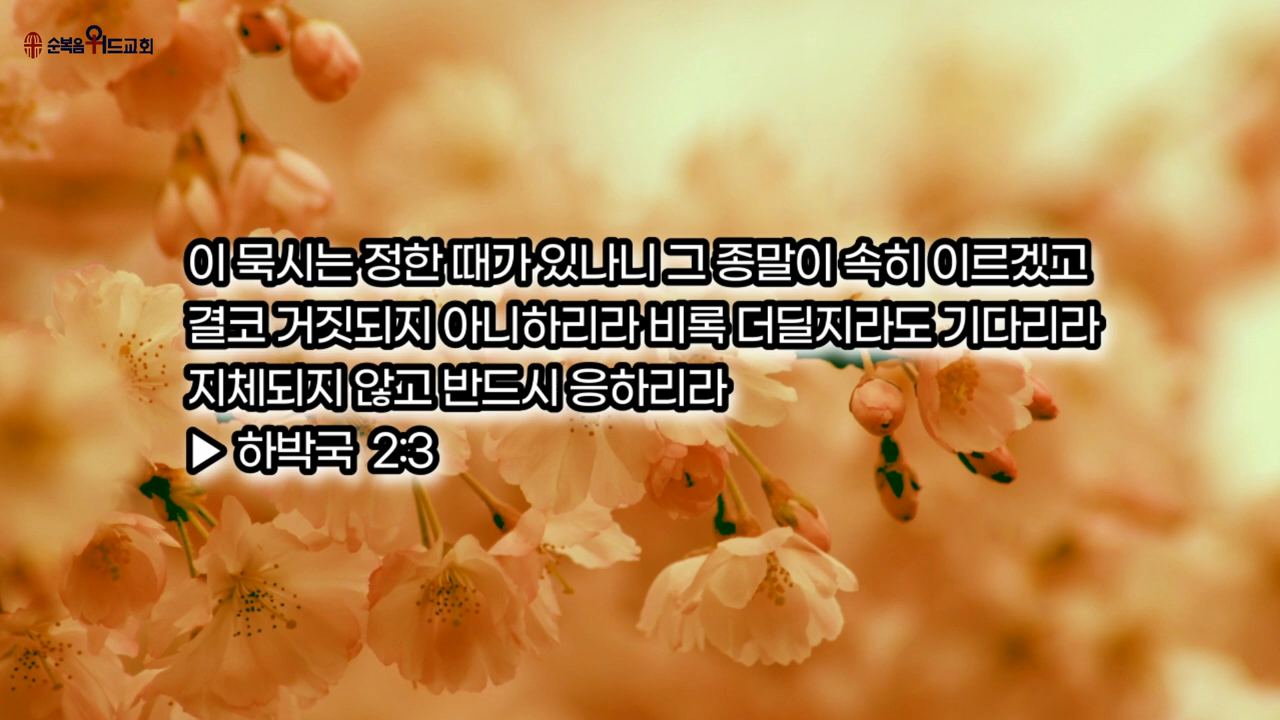 순복음위드교회
이 묵시는 정한 때가 있나니 그 종말이 속히 이르겠고
결코 거짓되지 아니하리라 비록 더딜지라도 기다리라
지체되지 않고 반드시 응하리라
▶ 하박국 2:3